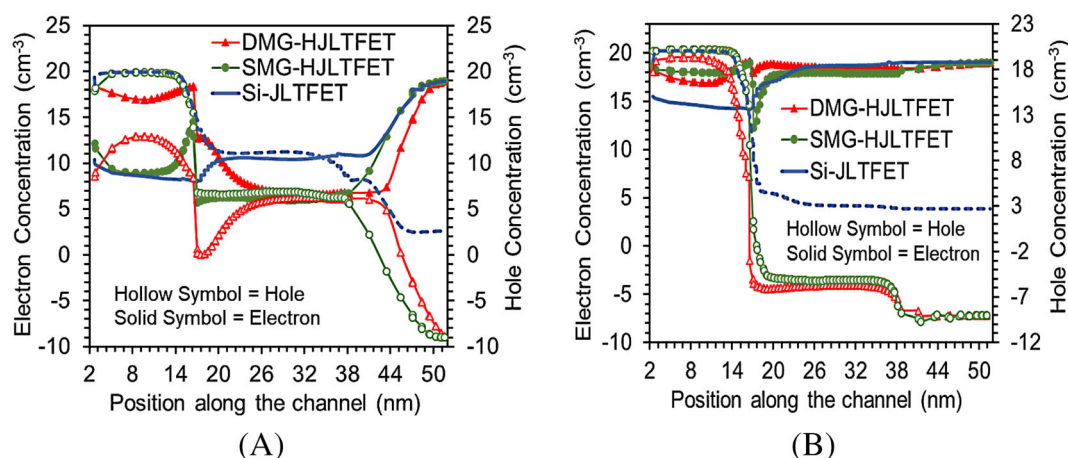 Electron Concentration (cm-3)
25
20
15
10
5
0
-5
-10
DMG-HJLTFET
SMG-HJLTFET
Si-JLTFET
Hollow Symbol = Hole
Solid Symbol = Electron
25
20
15
10
5
0
-5
-10
Hole Concentration (cm-3)
2 8 14 20 26 32 38 44 50
Position along the channel (nm)
(A)
Electron Concentration (cm-3)
20
15
10
5
0
-5
-10
DMG-HJLTFET
SMG-HJLTFET
Si-JLTFET
Hollow Symbol = Hole
Solid Symbol = Electron
23
18
13
8
3
-2
-7
-12
Hole Concentration (cm-3)
2 8 14 20 26 32 38 44 50
Position along the channel (nm)
(B)